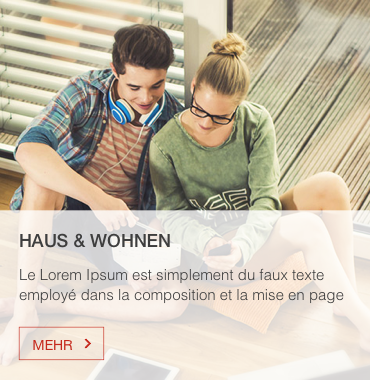 HAUS & WOHNEN
Le Lorem Ipsum est simplement du faux texte
employé dans la composition et la mise en page
MEHR